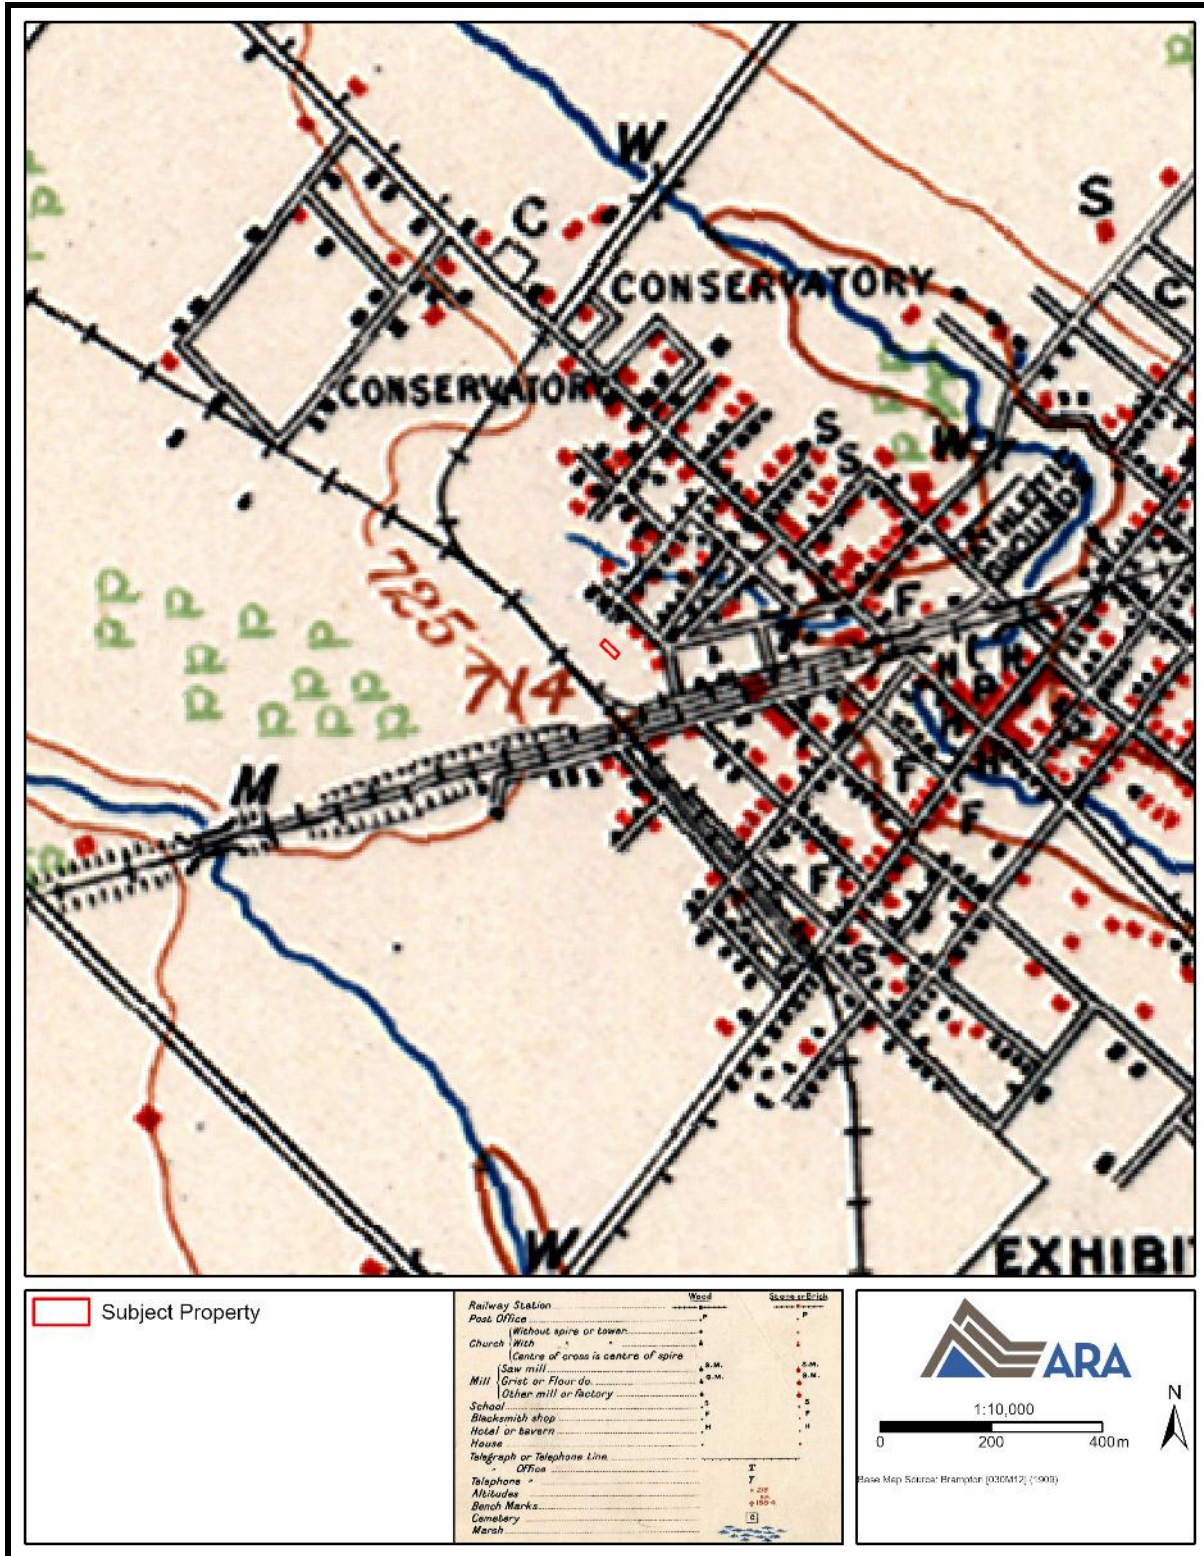 W
C
S
CONSERVATORY
C
CONSERVATORY
S
S
W
ATHLETIC
GROUND
725
F
714
H
C
H
P
M
H
F
F
F
S
W
EXHIBI
Subject Property
Wood
Stone or Brick
Railway Station
Post Office
P
P
Without spire or tower
Church With " "
Centre of cross is centre of spire
Saw mill
S.M.
S.M.
Mill Grist or Flour do.
G.M.
Other mill or factory
School
S
S
Blacksmith shop
F
F
Hotel or tavern
H
H
House
Telegraph or Telephone Line
" Office
T
Telephone "
T
Altitudes
Bench Marks
Cemetery
C
Marsh
ARA
1:10,000
N
0 200 400m
Base Map Source: Brampton [030M12] (1909)